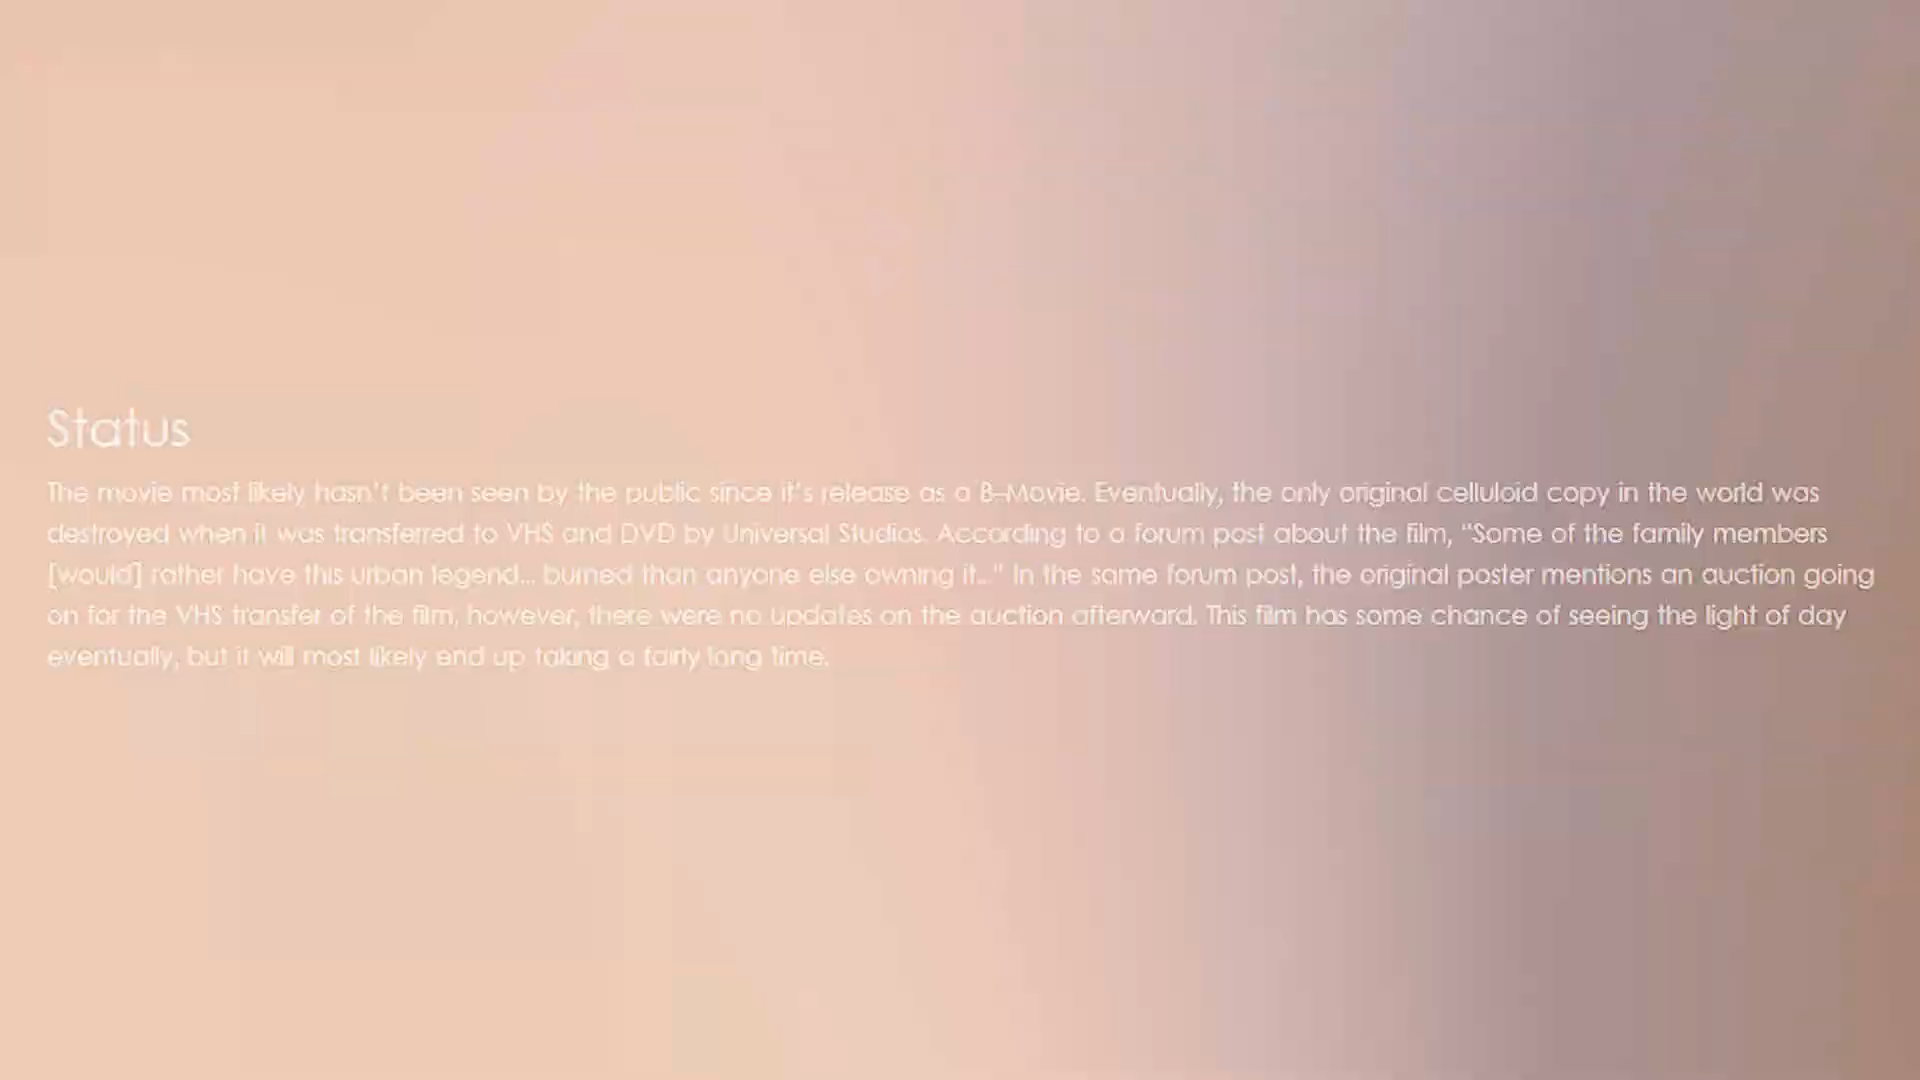 Status
The movie most likely hasn't been seen by the public since it's release as a B-Movie. Eventually, the only original celluloid copy in the world was
destroyed when it was transferred to VHS and DVD by Universal Studios. According to a forum post about the film, "Some of the family members
[would] rather have this urban legend... burned than anyone else owning it..." In the same forum post, the original poster mentions an auction going
on for the VHS transfer of the film, however, there were no updates on the auction afterward. This film has some chance of seeing the light of day
eventually, but it will most likely end up taking a fairly long time.